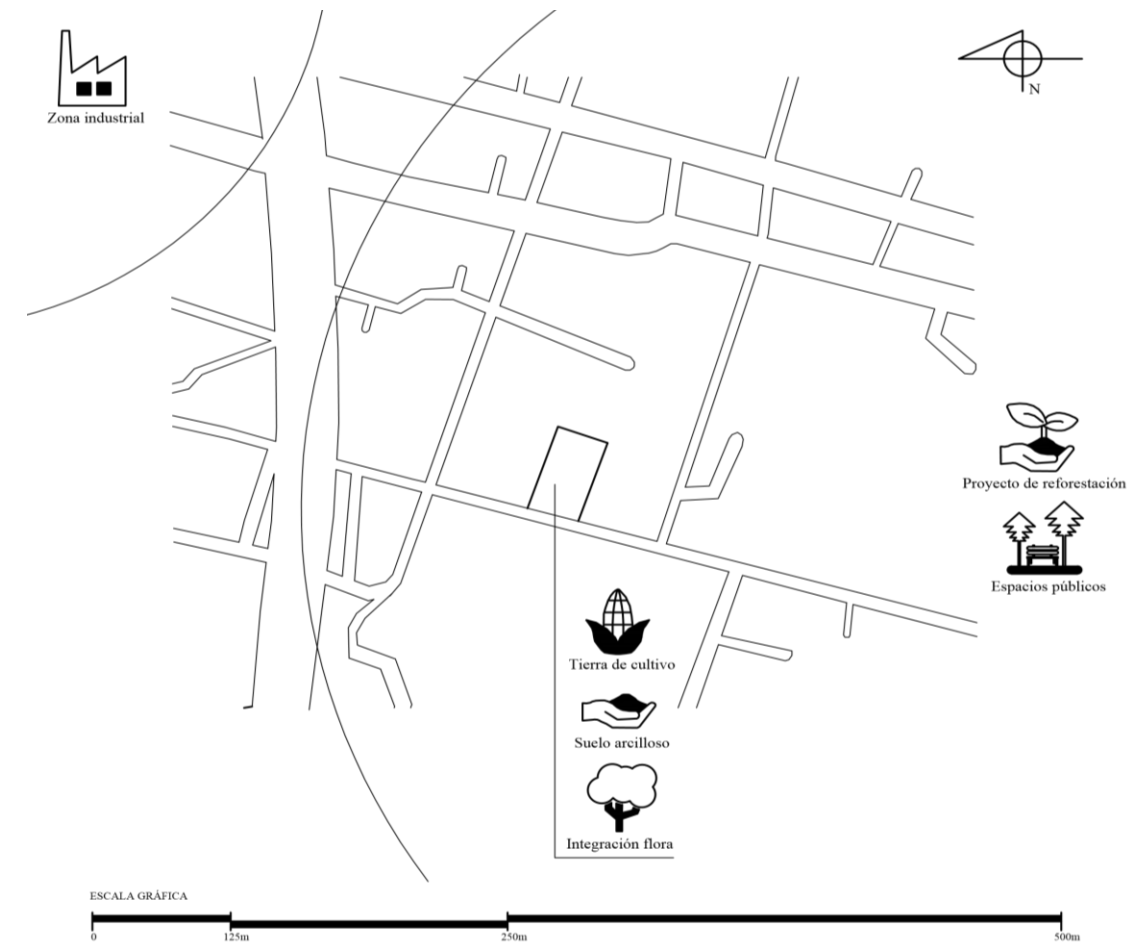 Zona industrial
N
Proyecto de reforestación
Espacios públicos
Tierra de cultivo
Suelo arcilloso
Integración flora
ESCALA GRÁFICA
0 125m 250m 500m